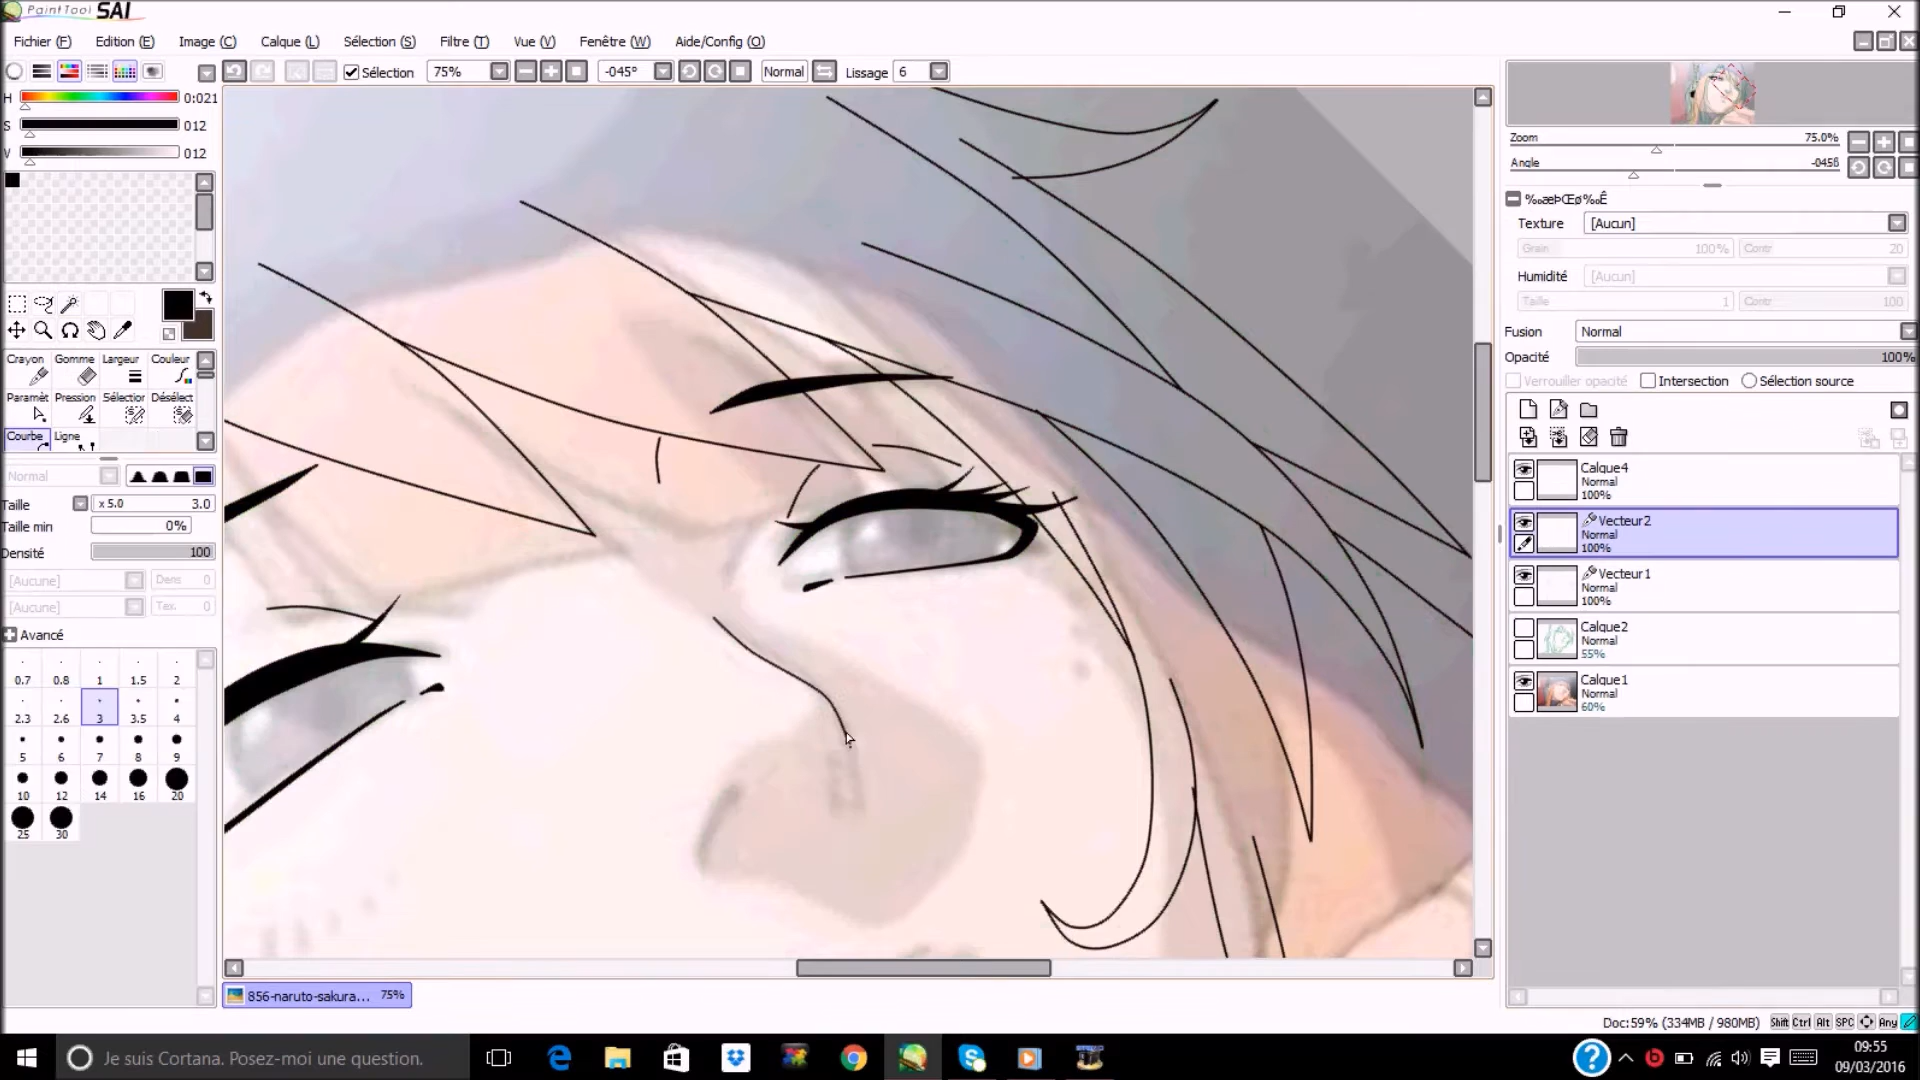 PaintTool SAI
Fichier (F) Edition (E) Image (C) Calque (L) Sélection (S) Filtre (T) Vue (V) Fenêtre (W) Aide/Config (O)
Sélection 75% -045° Normal Lissage 6
H 0:021
S 012
V 012
Crayon Gomme Largeur Couleur
Paramèt Pression Sélection Désélect
Courbe Ligne
Normal
Taille x 5.0 3.0
Taille min 0%
Densité 100
[Aucune] Dens 0
[Aucune] Tex. 0
Avancé
0.7 0.8 1 1.5 2
2.3 2.6 3 3.5 4
5 6 7 8 9
10 12 14 16 20
25 30
856-naruto-sakura... 75%
Zoom 75.0%
Angle -045ß
‰æÞŒø‰Ê
Texture [Aucun]
Grain 100% Contr 20
Humidité [Aucun]
Taille 1 Contr 100
Fusion Normal
Opacité 100%
Verrouiller opacité Intersection Sélection source
Calque4
Normal
100%
Vecteur2
Normal
100%
Vecteur1
Normal
100%
Calque2
Normal
55%
Calque1
Normal
60%
Doc:59% (334MB / 980MB) Shift Ctrl Alt SPC Any
Je suis Cortana. Posez-moi une question.
09:55
09/03/2016